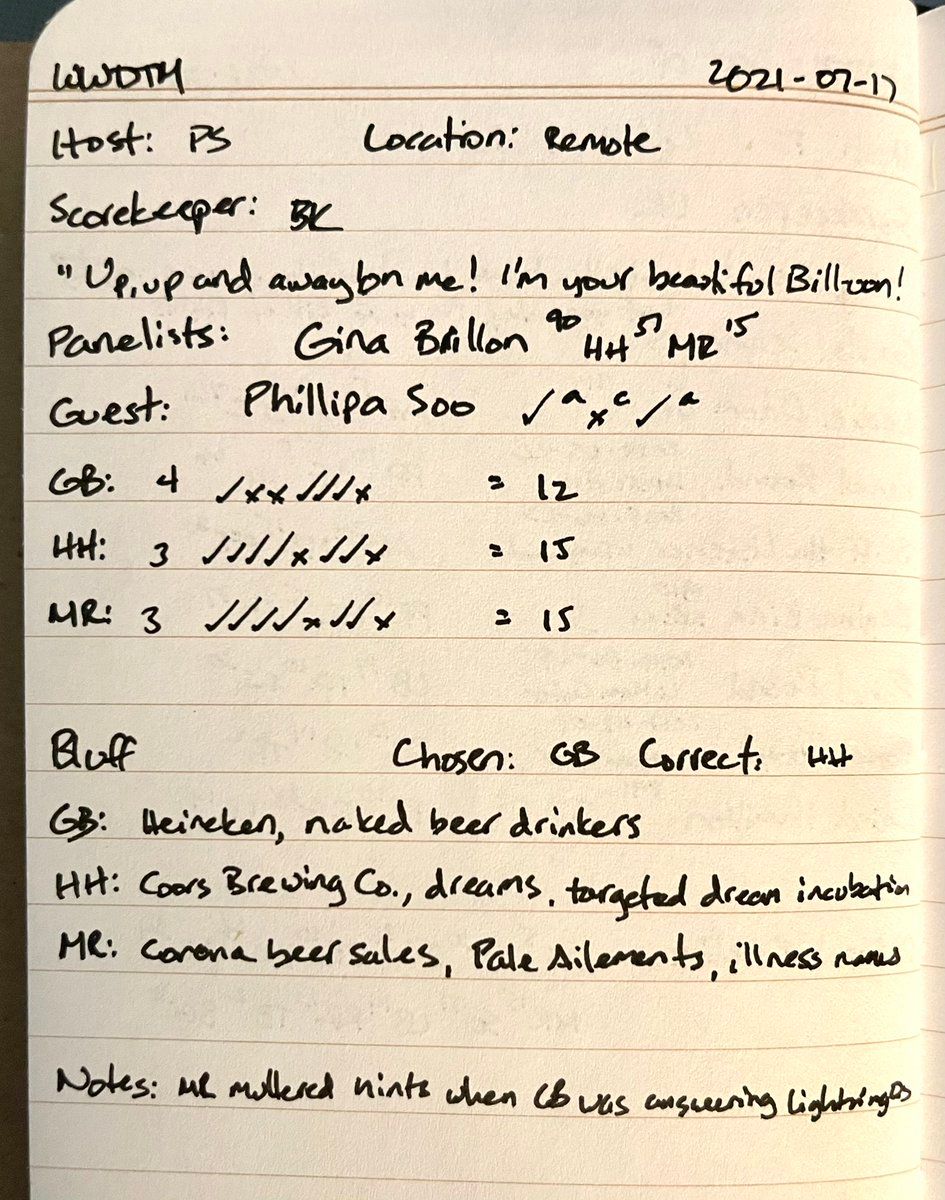 WWDTM 2021-07-17
Host: PS Location: Remote
Scorekeeper: BK
"Up, up and away on me! I'm your beautiful Billoon!
Panelists: Gina Brillon 90 HH 57 MR 15
Guest: Phillipa Soo ✓a xc ✓a
GB: 4 ✓xx✓✓✓x = 12
HH: 3 ✓✓✓✓x✓✓x = 15
MR: 3 ✓✓✓✓x✓✓x = 15
Bluff Chosen: GB Correct: HH
GB: Heineken, naked beer drinkers
HH: Coors Brewing Co., dreams, targeted dream incubation
MR: Corona beer sales, Pale Ailements, illness names
Notes: MR muttered hints when GB was answering Lightning Qs